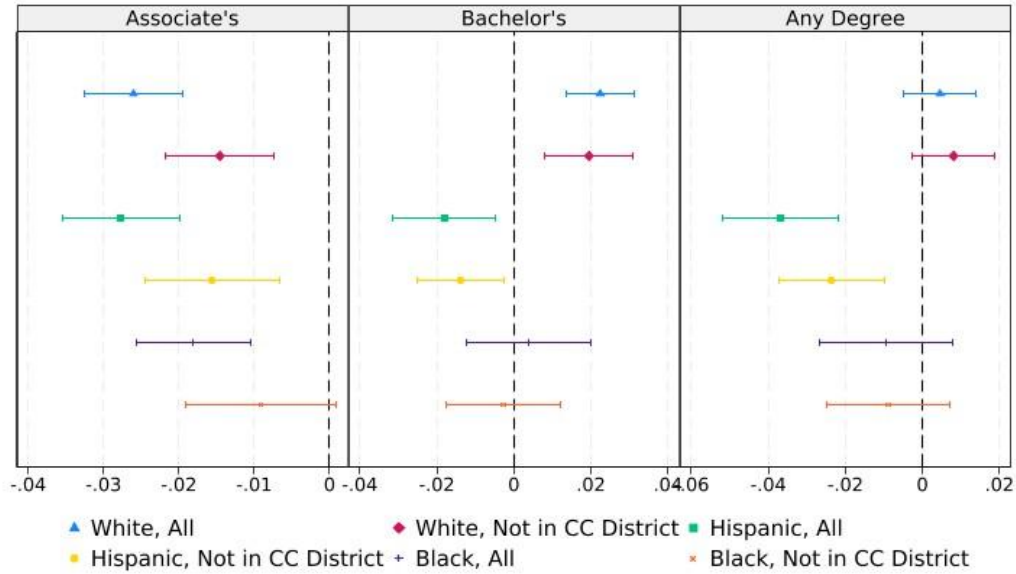 Associate's Bachelor's Any Degree
-.04 -.03 -.02 -.01 0 -.04 -.02 0 .02 .04 -.06 -.04 -.02 0 .02
White, All White, Not in CC District Hispanic, All
Hispanic, Not in CC District Black, All Black, Not in CC District